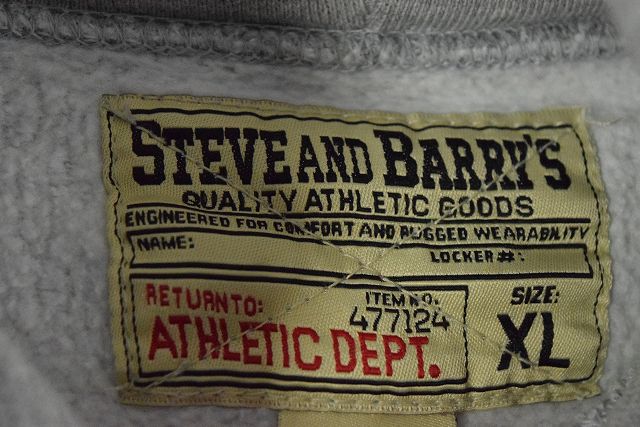 STEVE AND BARRY'S
QUALITY ATHLETIC GOODS
ENGINEERED FOR COMFORT AND RUGGED WEARABILITY
NAME: LOCKER#:
RETURN TO: ITEM NO. SIZE:
477124
ATHLETIC DEPT. XL